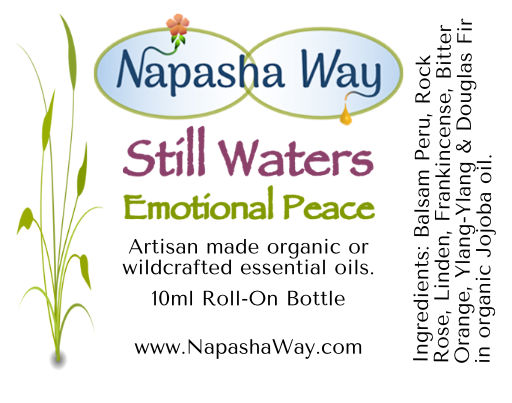 Napasha Way
Still Waters
Emotional Peace
Artisan made organic or
wildcrafted essential oils.
10ml Roll-On Bottle
www.NapashaWay.com
Ingredients: Balsam Peru, Rock
Rose, Linden, Frankincense, Bitter
Orange, Ylang-Ylang & Douglas Fir
in organic Jojoba oil.